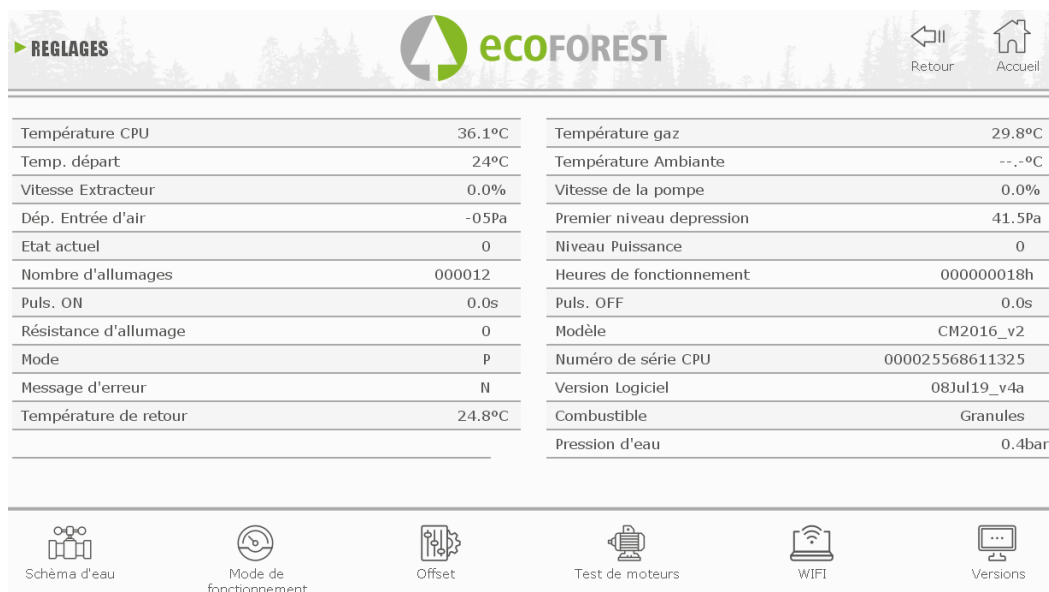 REGLAGES
ecoFOREST
Retour
Accueil
Température CPU 36.1ºC
Temp. départ 24ºC
Vitesse Extracteur 0.0%
Dép. Entrée d'air -05Pa
Etat actuel 0
Nombre d'allumages 000012
Puls. ON 0.0s
Résistance d'allumage 0
Mode P
Message d'erreur N
Température de retour 24.8ºC
Température gaz 29.8ºC
Température Ambiante --.-ºC
Vitesse de la pompe 0.0%
Premier niveau depression 41.5Pa
Niveau Puissance 0
Heures de fonctionnement 000000018h
Puls. OFF 0.0s
Modèle CM2016_v2
Numéro de série CPU 000025568611325
Version Logiciel 08Jul19_v4a
Combustible Granules
Pression d'eau 0.4bar
Schèma d'eau
Mode de
fonctionnement
Offset
Test de moteurs
WIFI
Versions